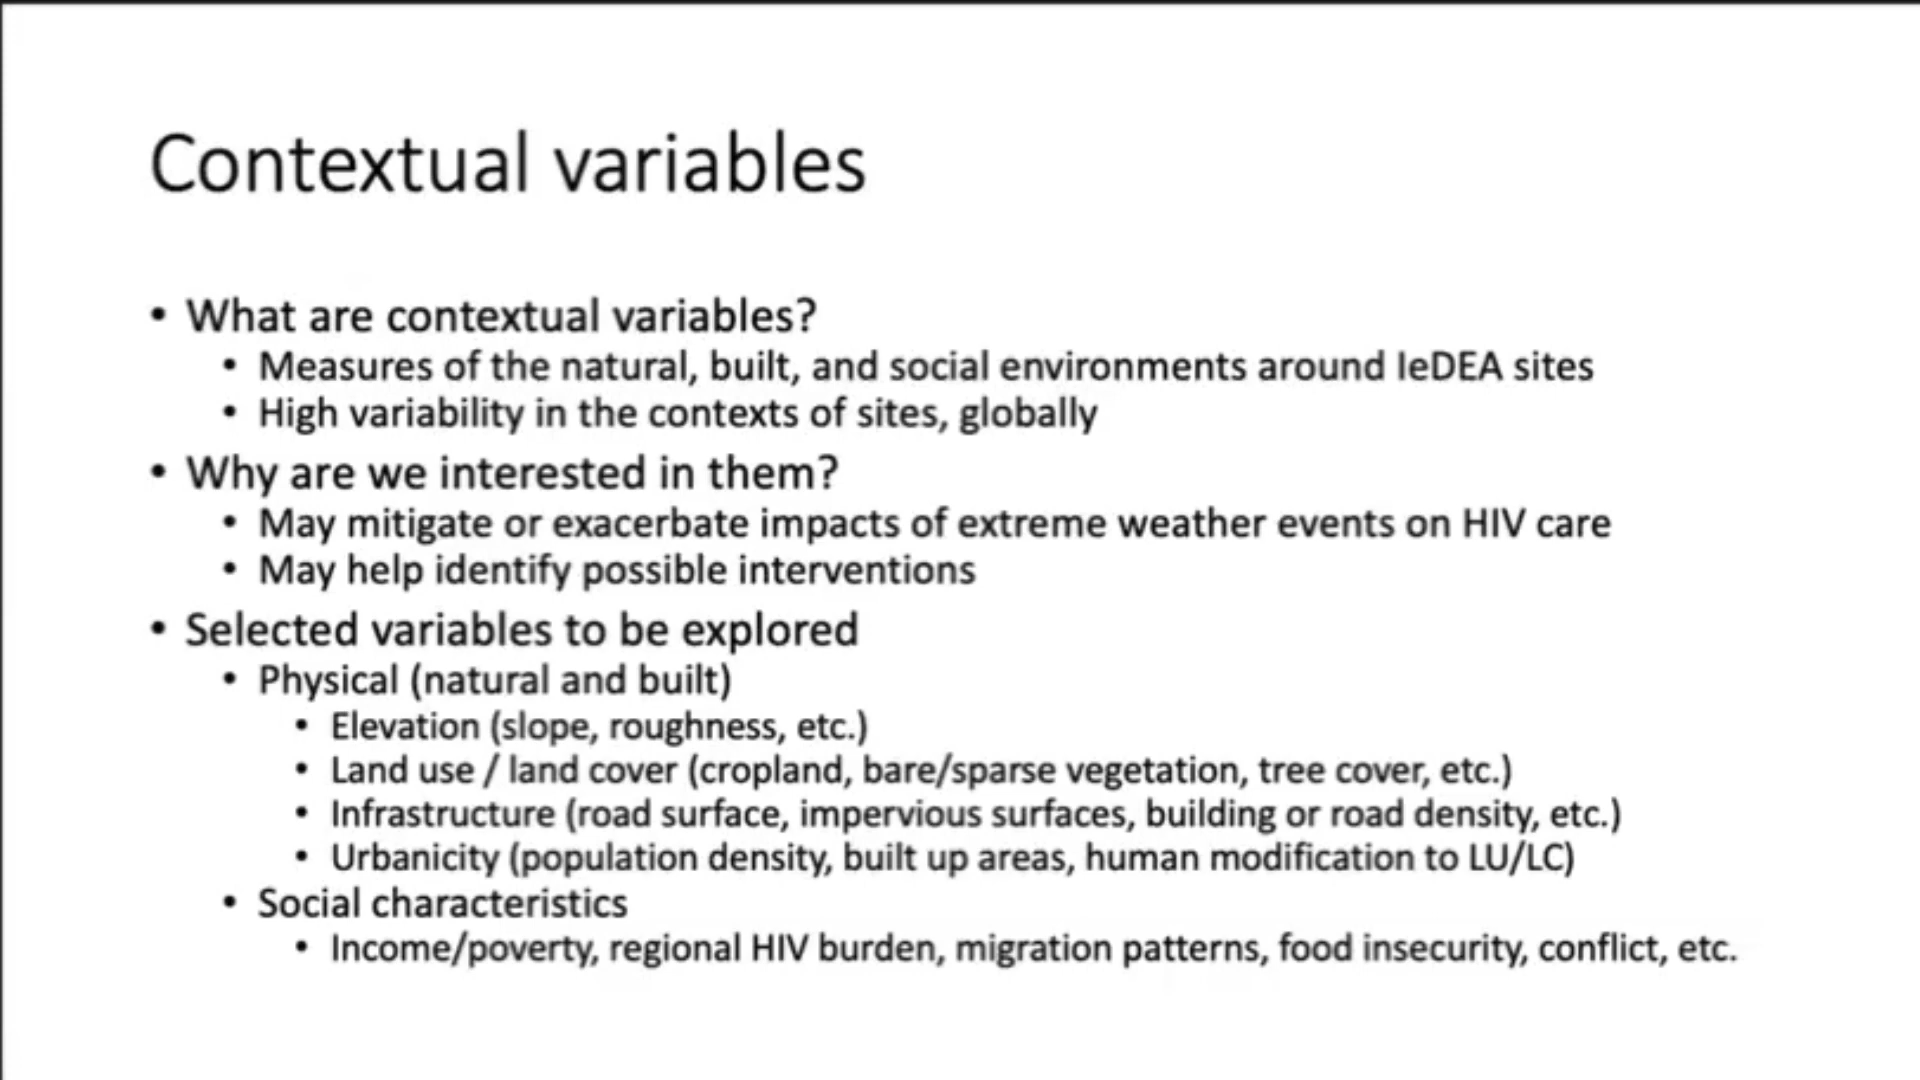 Contextual variables
• What are contextual variables?
• Measures of the natural, built, and social environments around IeDEA sites
• High variability in the contexts of sites, globally
• Why are we interested in them?
• May mitigate or exacerbate impacts of extreme weather events on HIV care
• May help identify possible interventions
• Selected variables to be explored
• Physical (natural and built)
• Elevation (slope, roughness, etc.)
• Land use / land cover (cropland, bare/sparse vegetation, tree cover, etc.)
• Infrastructure (road surface, impervious surfaces, building or road density, etc.)
• Urbanicity (population density, built up areas, human modification to LU/LC)
• Social characteristics
• Income/poverty, regional HIV burden, migration patterns, food insecurity, conflict, etc.